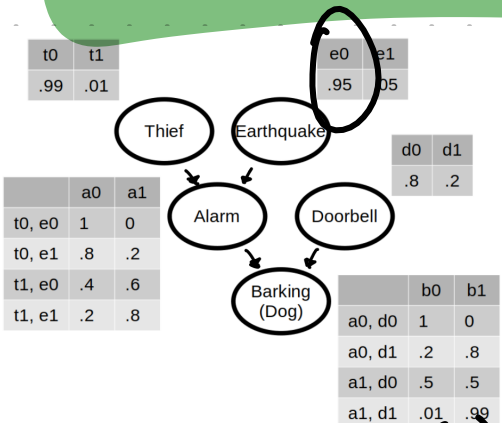 t0 t1
.99 .01
e0 e1
.95 .05
Thief
Earthquake
d0 d1
.8 .2
a0 a1
t0, e0 1 0
t0, e1 .8 .2
t1, e0 .4 .6
t1, e1 .2 .8
Alarm
Doorbell
Barking
(Dog)
b0 b1
a0, d0 1 0
a0, d1 .2 .8
a1, d0 .5 .5
a1, d1 .01 .99